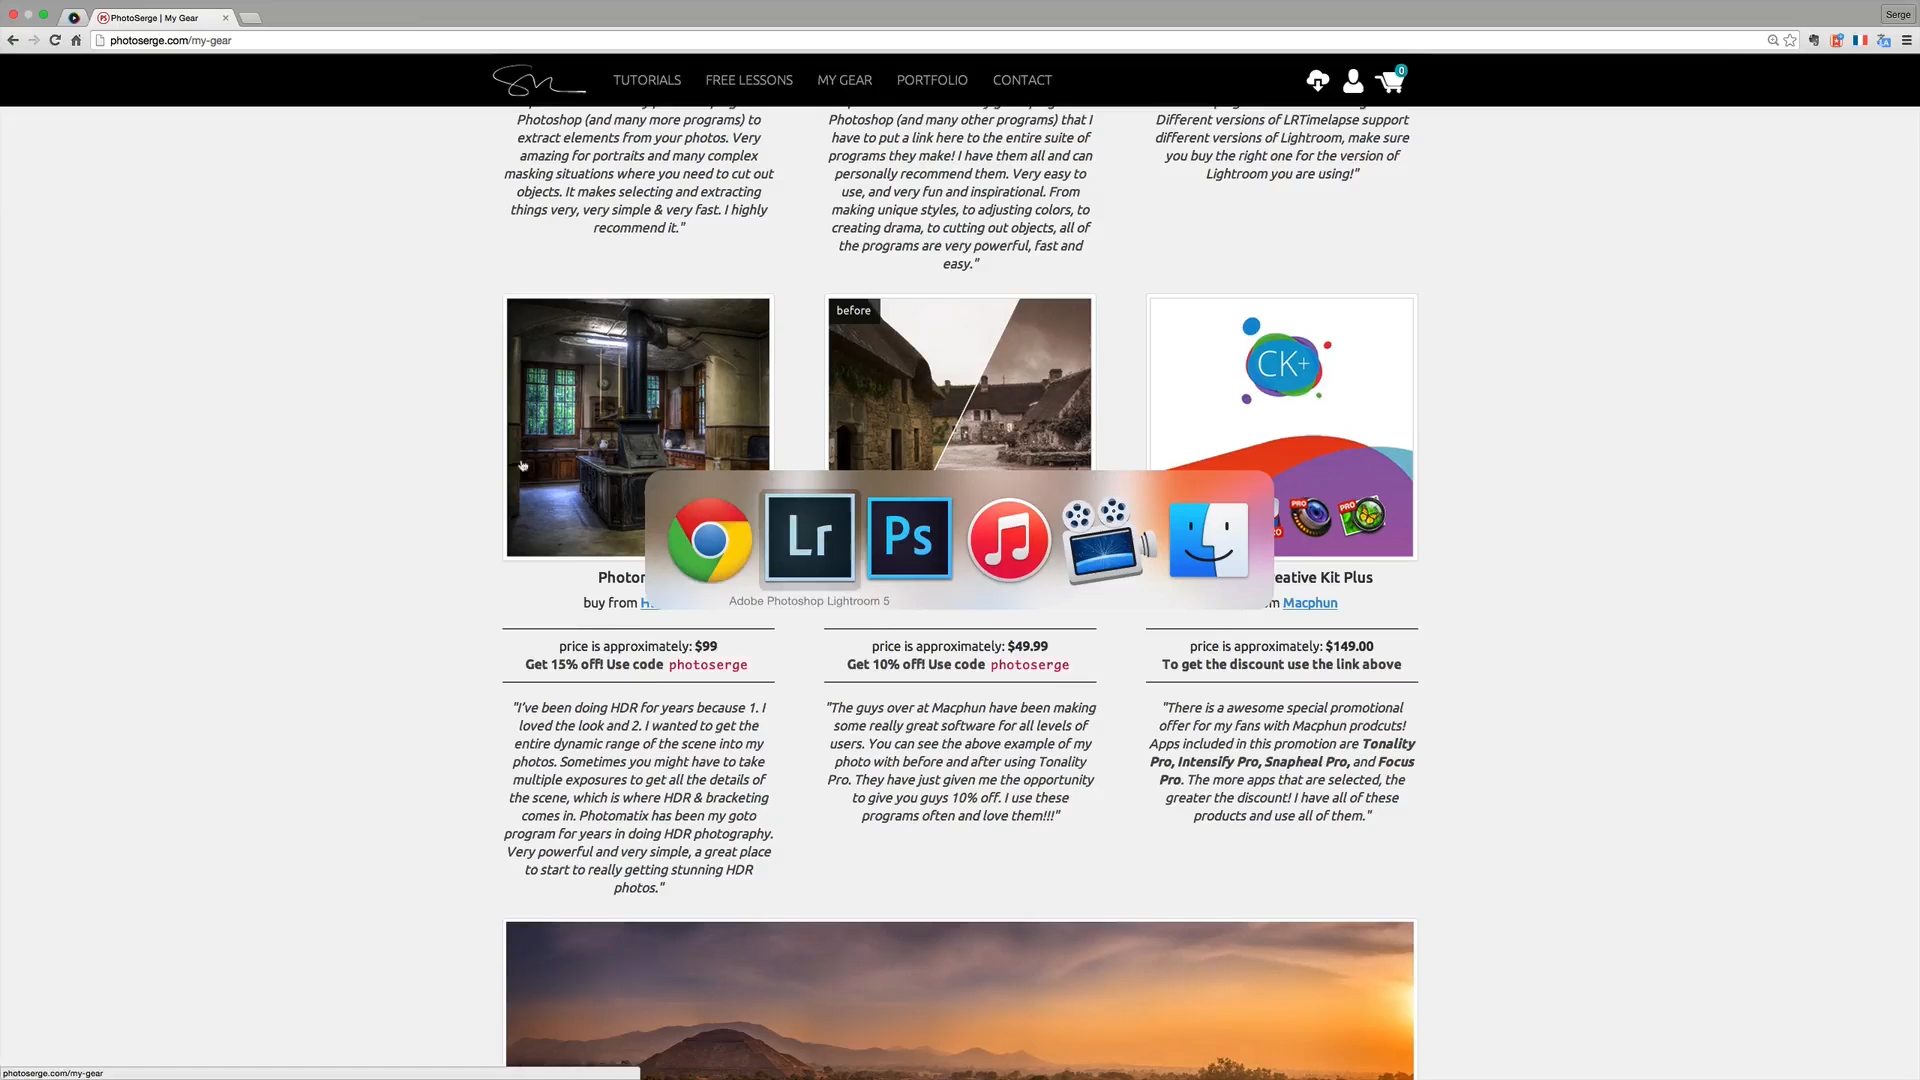 PhotoSerge | My Gear
Serge
photoserge.com/my-gear
TUTORIALS
FREE LESSONS
MY GEAR
PORTFOLIO
CONTACT
0
Photoshop (and many more programs) to
extract elements from your photos. Very
amazing for portraits and many complex
masking situations where you need to cut out
objects. It makes selecting and extracting
things very, very simple & very fast. I highly
recommend it."
Photoshop (and many other programs) that I
have to put a link here to the entire suite of
programs they make! I have them all and can
personally recommend them. Very easy to
use, and very fun and inspirational. From
making unique styles, to adjusting colors, to
creating drama, to cutting out objects, all of
the programs are very powerful, fast and
easy."
Different versions of LRTimelapse support
different versions of Lightroom, make sure
you buy the right one for the version of
Lightroom you are using!"
before
CK+
PRO
PRO
Lr
Ps
Adobe Photoshop Lightroom 5
buy from
eative Kit Plus
Macphun
price is approximately: $99
Get 15% off! Use code photoserge
"I've been doing HDR for years because 1. I
loved the look and 2. I wanted to get the
entire dynamic range of the scene into my
photos. Sometimes you might have to take
multiple exposures to get all the details of
the scene, which is where HDR & bracketing
comes in. Photomatix has been my goto
program for years in doing HDR photography.
Very powerful and very simple, a great place
to start to really getting stunning HDR
photos."
price is approximately: $49.99
Get 10% off! Use code photoserge
"The guys over at Macphun have been making
some really great software for all levels of
users. You can see the above example of my
photo with before and after using Tonality
Pro. They have just given me the opportunity
to give you guys 10% off. I use these
programs often and love them!!!"
price is approximately: $149.00
To get the discount use the link above
"There is a awesome special promotional
offer for my fans with Macphun prodcuts!
Apps included in this promotion are Tonality
Pro, Intensify Pro, Snapheal Pro, and Focus
Pro. The more apps that are selected, the
greater the discount! I have all of these
products and use all of them."
photoserge.com/my-gear